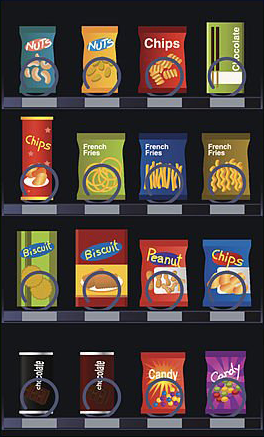 NUTS
NUTS
Chips
Chocolate
Chips
French
Fries
French
Fries
French
Fries
Biscuit
Biscuit
Peanut
Chips
chocolate
chocolate
Candy
Candy